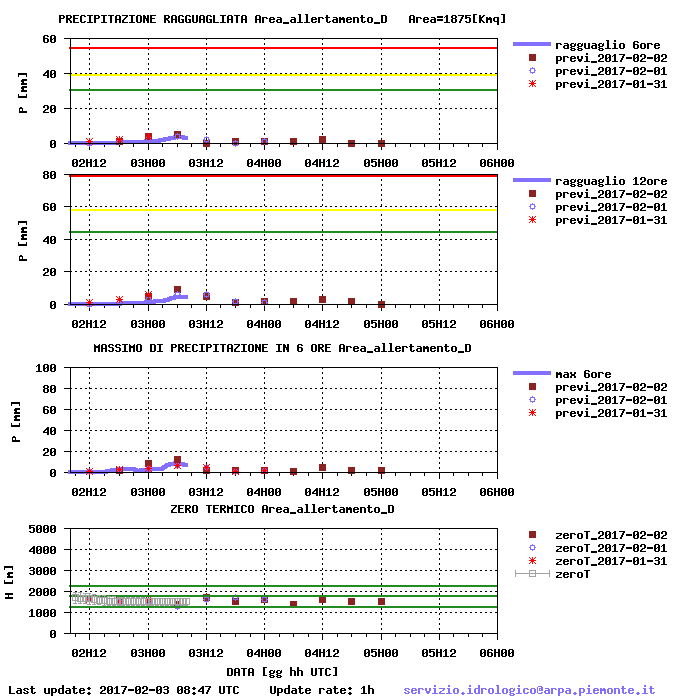 PRECIPITAZIONE RAGGUAGLIATA Area_allertamento_D Area=1875[Kmq]
60
40
20
0
P [mm]
02H12 03H00 03H12 04H00 04H12 05H00 05H12 06H00
ragguaglio 6ore
previ_2017-02-02
previ_2017-02-01
previ_2017-01-31
80
60
40
20
0
P [mm]
02H12 03H00 03H12 04H00 04H12 05H00 05H12 06H00
ragguaglio 12ore
previ_2017-02-02
previ_2017-02-01
previ_2017-01-31
MASSIMO DI PRECIPITAZIONE IN 6 ORE Area_allertamento_D
100
80
60
40
20
0
P [mm]
02H12 03H00 03H12 04H00 04H12 05H00 05H12 06H00
max 6ore
previ_2017-02-02
previ_2017-02-01
previ_2017-01-31
ZERO TERMICO Area_allertamento_D
5000
4000
3000
2000
1000
0
H [m]
02H12 03H00 03H12 04H00 04H12 05H00 05H12 06H00
zeroT_2017-02-02
zeroT_2017-02-01
zeroT_2017-01-31
zeroT
DATA [gg hh UTC]
Last update: 2017-02-03 08:47 UTC Update rate: 1h servizio.idrologico@arpa.piemonte.it